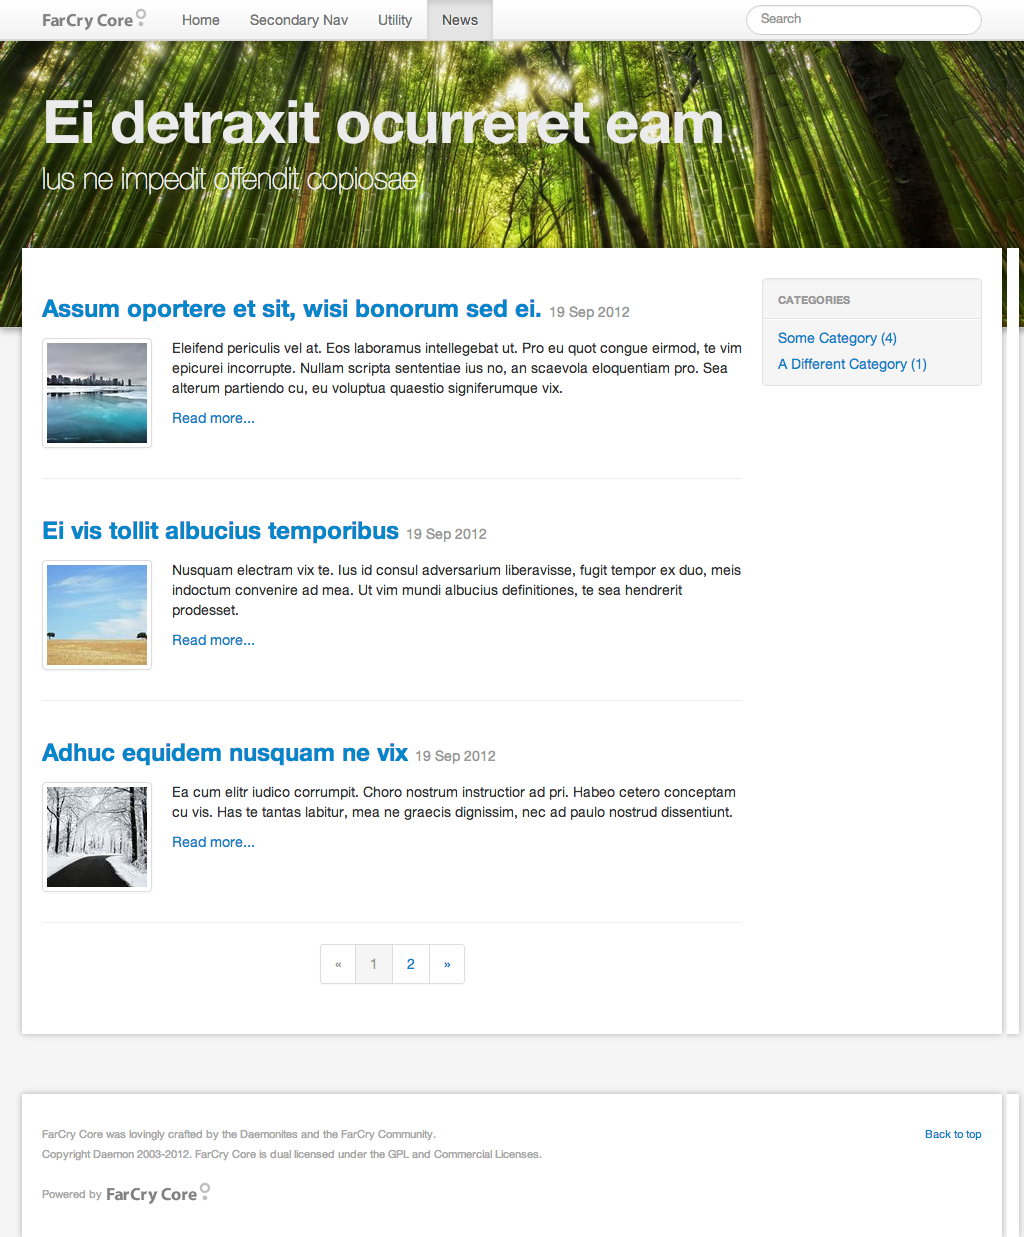 FarCry Core Home Secondary Nav Utility News Search
Ei detraxit ocurreret eam
Ius ne impedit offendit copiosae
Assum oportere et sit, wisi bonorum sed ei. 19 Sep 2012
Eleifend periculis vel at. Eos laboramus intellegebat ut. Pro eu quot congue eirmod, te vim
epicurei incorrupte. Nullam scripta sententiae ius no, an scaevola eloquentiam pro. Sea
alterum partiendo cu, eu voluptua quaestio signiferumque vix.
Read more...
CATEGORIES
Some Category (4)
A Different Category (1)
Ei vis tollit albucius temporibus 19 Sep 2012
Nusquam electram vix te. Ius id consul adversarium liberavisse, fugit tempor ex duo, meis
indoctum convenire ad mea. Ut vim mundi albucius definitiones, te sea hendrerit
prodesset.
Read more...
Adhuc equidem nusquam ne vix 19 Sep 2012
Ea cum elitr iudico corrumpit. Choro nostrum instructior ad pri. Habeo cetero conceptam
cu vis. Has te tantas labitur, mea ne graecis dignissim, nec ad paulo nostrud dissentiunt.
Read more...
« 1 2 »
FarCry Core was lovingly crafted by the Daemonites and the FarCry Community.
Back to top
Copyright Daemon 2003-2012. FarCry Core is dual licensed under the GPL and Commercial Licenses.
Powered by FarCry Core